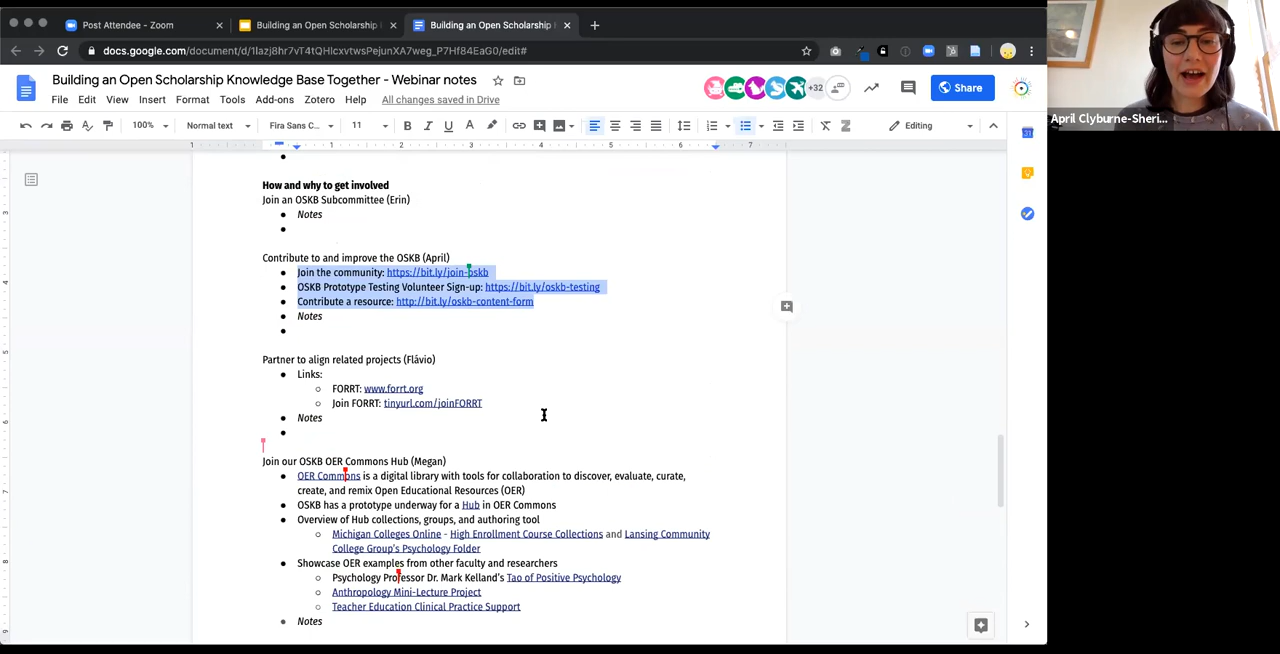 Post Attendee - Zoom
Building an Open Scholarship
Building an Open Scholarship
docs.google.com/document/d/1lazj8hr7vT4tQHlcxvtwsPejunXA7weg_P7Hf84EaG0/edit#
Building an Open Scholarship Knowledge Base Together - Webinar notes
+32
Share
File Edit View Insert Format Tools Add-ons Zotero Help All changes saved in Drive
100% Normal text Fira Sans C... 11 Editing
April Clyburne-Sheri...
1 1 2 3 4 5 6 7
How and why to get involved
Join an OSKB Subcommittee (Erin)
Notes
Contribute to and improve the OSKB (April)
Join the community: https://bit.ly/join-oskb
OSKB Prototype Testing Volunteer Sign-up: https://bit.ly/oskb-testing
Contribute a resource: http://bit.ly/oskb-content-form
Notes
Partner to align related projects (Flávio)
Links:
FORRT: www.forrt.org
Join FORRT: tinyurl.com/joinFORRT
Notes
Join our OSKB OER Commons Hub (Megan)
OER Commons is a digital library with tools for collaboration to discover, evaluate, curate,
create, and remix Open Educational Resources (OER)
OSKB has a prototype underway for a Hub in OER Commons
Overview of Hub collections, groups, and authoring tool
Michigan Colleges Online - High Enrollment Course Collections and Lansing Community
College Group's Psychology Folder
Showcase OER examples from other faculty and researchers
Psychology Professor Dr. Mark Kelland's Tao of Positive Psychology
Anthropology Mini-Lecture Project
Teacher Education Clinical Practice Support
Notes